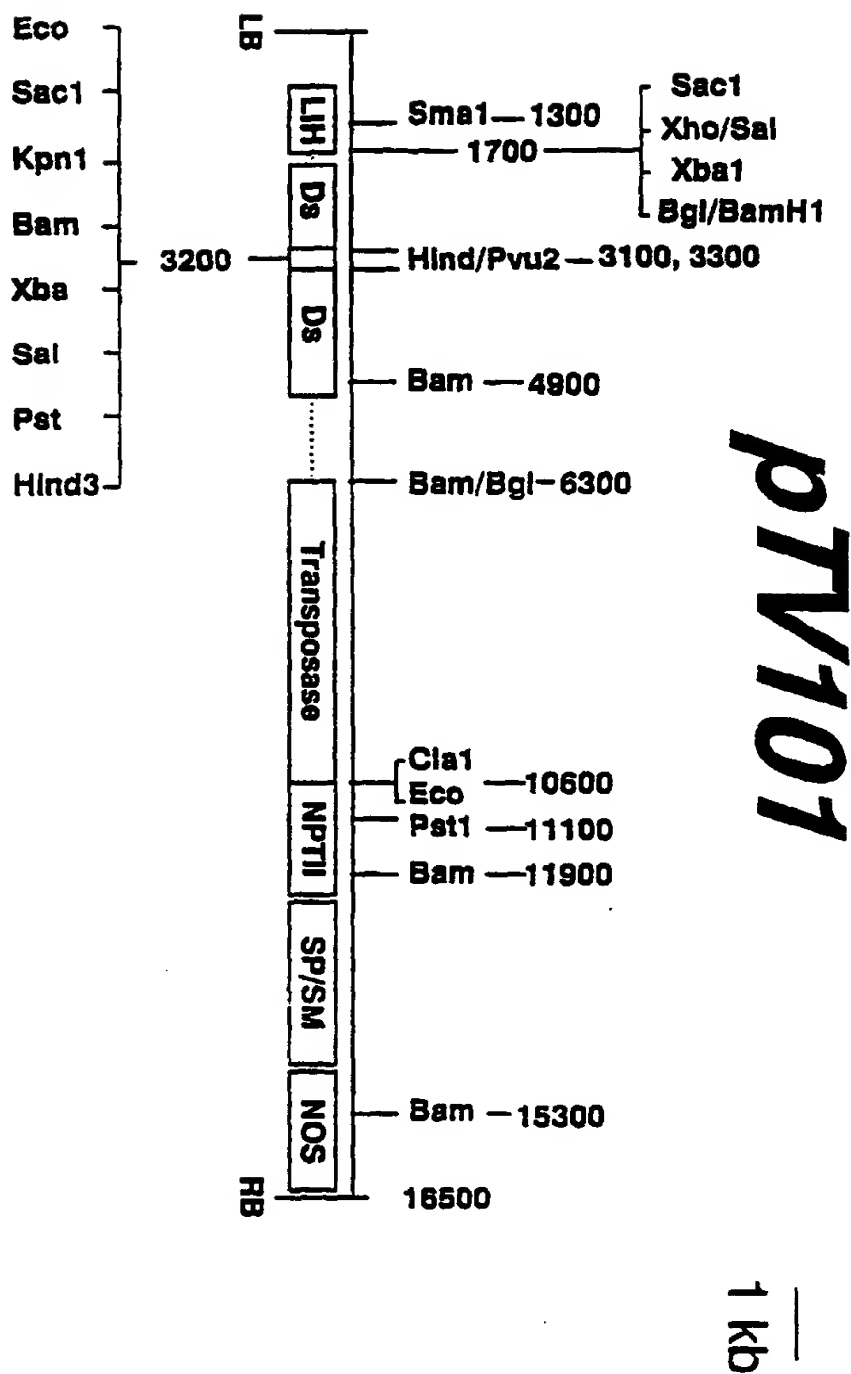 pTV101
Eco
Sac1
Kpn1
Bam
Xba
Sal
Pst
Hind3
3200
LB
LIH
Ds
Ds
Transposase
NPTII
SP/SM
NOS
RB
Sma1 — 1300
1700
Sac1
Xho/Sal
Xba1
Bgl/BamH1
Hind/Pvu2 — 3100, 3300
Bam — 4900
Bam/Bgl — 6300
Cla1
Eco
10600
Pst1 — 11100
Bam — 11900
Bam — 15300
16500
1 kb